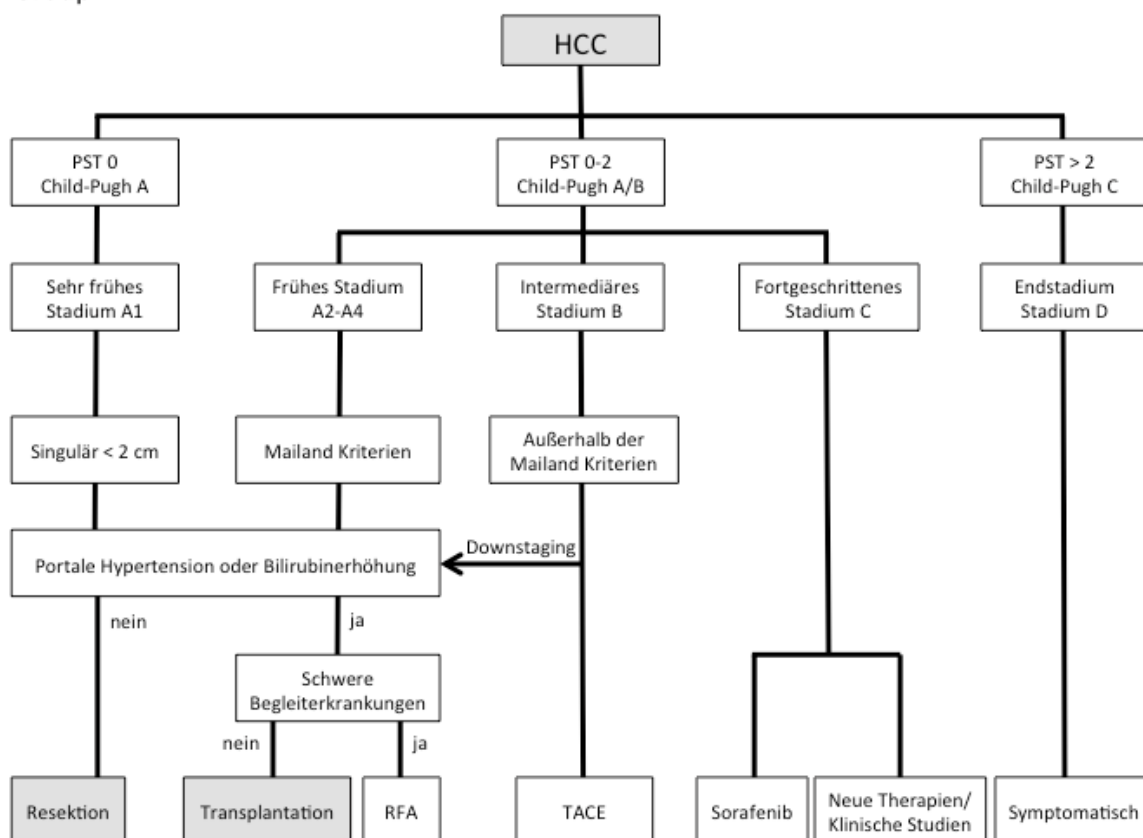 HCC
PST 0
Child-Pugh A
PST 0-2
Child-Pugh A/B
PST > 2
Child-Pugh C
Sehr frühes
Stadium A1
Frühes Stadium
A2-A4
Intermediäres
Stadium B
Fortgeschrittenes
Stadium C
Endstadium
Stadium D
Singulär < 2 cm
Mailand Kriterien
Außerhalb der
Mailand Kriterien
Portale Hypertension oder Bilirubinerhöhung
Downstaging
nein
ja
Schwere
Begleiterkrankungen
nein
ja
Resektion
Transplantation
RFA
TACE
Sorafenib
Neue Therapien/
Klinische Studien
Symptomatisch